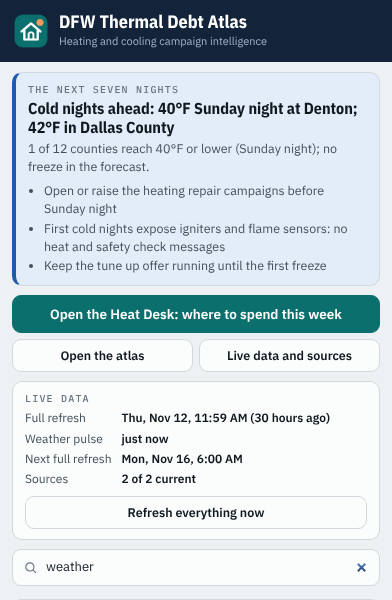 DFW Thermal Debt Atlas
Heating and cooling campaign intelligence
THE NEXT SEVEN NIGHTS
Cold nights ahead: 40°F Sunday night at Denton;
42°F in Dallas County
1 of 12 counties reach 40°F or lower (Sunday night); no
freeze in the forecast.
• Open or raise the heating repair campaigns before
Sunday night
• First cold nights expose igniters and flame sensors: no
heat and safety check messages
• Keep the tune up offer running until the first freeze
Open the Heat Desk: where to spend this week
Open the atlas
Live data and sources
LIVE DATA
Full refresh Thu, Nov 12, 11:59 AM (30 hours ago)
Weather pulse just now
Next full refresh Mon, Nov 16, 6:00 AM
Sources 2 of 2 current
Refresh everything now
weather